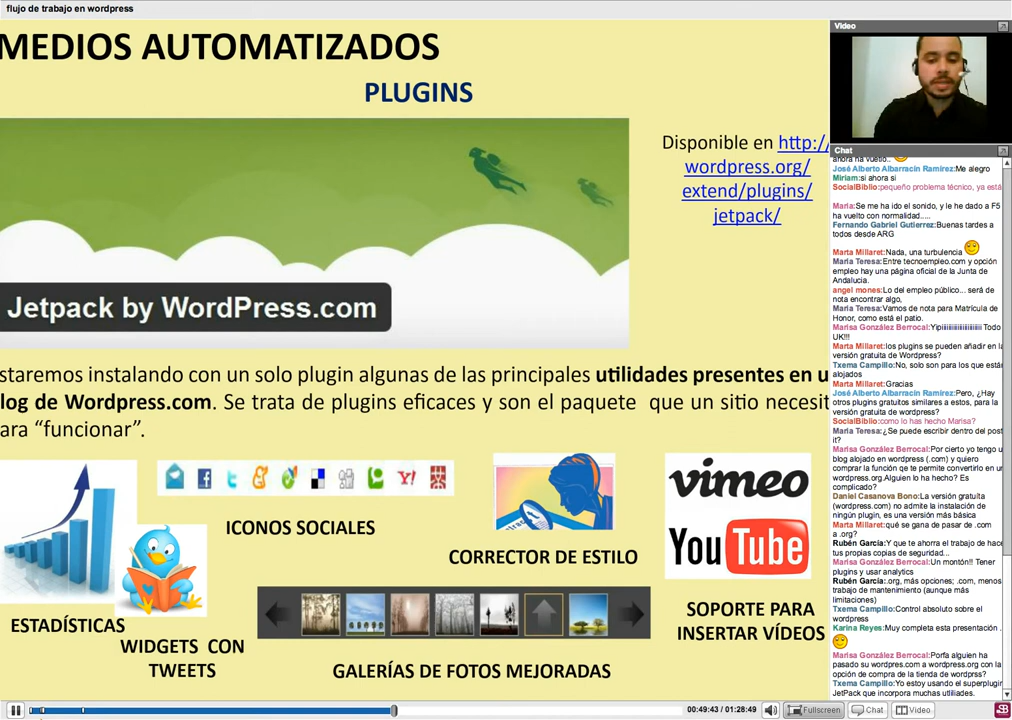 flujo de trabajo en wordpress
MEDIOS AUTOMATIZADOS
PLUGINS
Disponible en http:/
wordpress.org/
extend/plugins/
jetpack/
Jetpack by WordPress.com
staremos instalando con un solo plugin algunas de las principales utilidades presentes en u
log de Wordpress.com. Se trata de plugins eficaces y son el paquete que un sitio necesit
ara “funcionar”.
Y!
ICONOS SOCIALES
CORRECTOR DE ESTILO
vimeo
YouTube
ESTADÍSTICAS
WIDGETS CON
TWEETS
GALERÍAS DE FOTOS MEJORADAS
SOPORTE PARA
INSERTAR VÍDEOS
Video
Chat
ahora ha vuelto..
José Alberto Albarracín Ramírez:Me alegro
Miriam:si ahora si
SocialBiblio:pequeño problema técnico, ya está
María:Se me ha ido el sonido, y le he dado a F5
ha vuelto con normalidad.....
Fernando Gabriel Gutierrez:Buenas tardes a
todos desde ARG
Marta Millaret:Nada, una turbulencia
María Teresa:Entre tecnoempleo.com y opción
empleo hay una página oficial de la Junta de
Andalucia.
angel mones:Lo del empleo público... será de
nota encontrar algo,
María Teresa:Vamos de nota para Matrícula de
Honor, como está el patio.
Marisa González Berrocal:Yipiiiiiiiiiiiiiiiiiii Todo
UK!!!
Marta Millaret:los plugins se pueden añadir en la
versión gratuita de Wordpress?
Txema Campillo:No, solo son para los que está
alojados
Marta Millaret:Gracias
José Alberto Albarracín Ramírez:Pero, ¿Hay
otros plugins gratuitos similares a estos, para la
versión gratuita de wordpress?
SocialBiblio:como lo has hecho Marisa?
María Teresa:¿Se puede escribir dentro del post
it?
Marisa González Berrocal:Por cierto yo tengo u
blog alojado en wordpress (.com) y quiero
comprar la función qe te permite convertirlo en un
wordpress.org.Alguien lo ha hecho? Es
complicado?
Daniel Casanova Bono:La versión gratuíta
(wordpress.com) no admite la instalación de
ningún plugin, es una versión más básica
Marta Millaret:qué se gana de pasar de .com
a .org?
Rubén García:Y que te ahorra el trabajo de hace
tus propias copias de seguridad...
Marisa González Berrocal:Un montón!! Tener
plugins y usar analytics
Rubén García:.org, más opciones; .com, menos
trabajo de mantenimiento (aunque más
limitaciones)
Txema Campillo:Control absoluto sobre el
wordpress
Karina Reyes:Muy completa esta presentación .
Marisa González Berrocal:Porfa alguien ha
pasado su wordpres.com a wordpress.org con la
opción de compra de la tienda de wordprss?
Txema Campillo:Yo estoy usando el superplugin
JetPack que incorpora muchas utiliades.
00:49:43 / 01:28:49
Fullscreen
Chat
Video